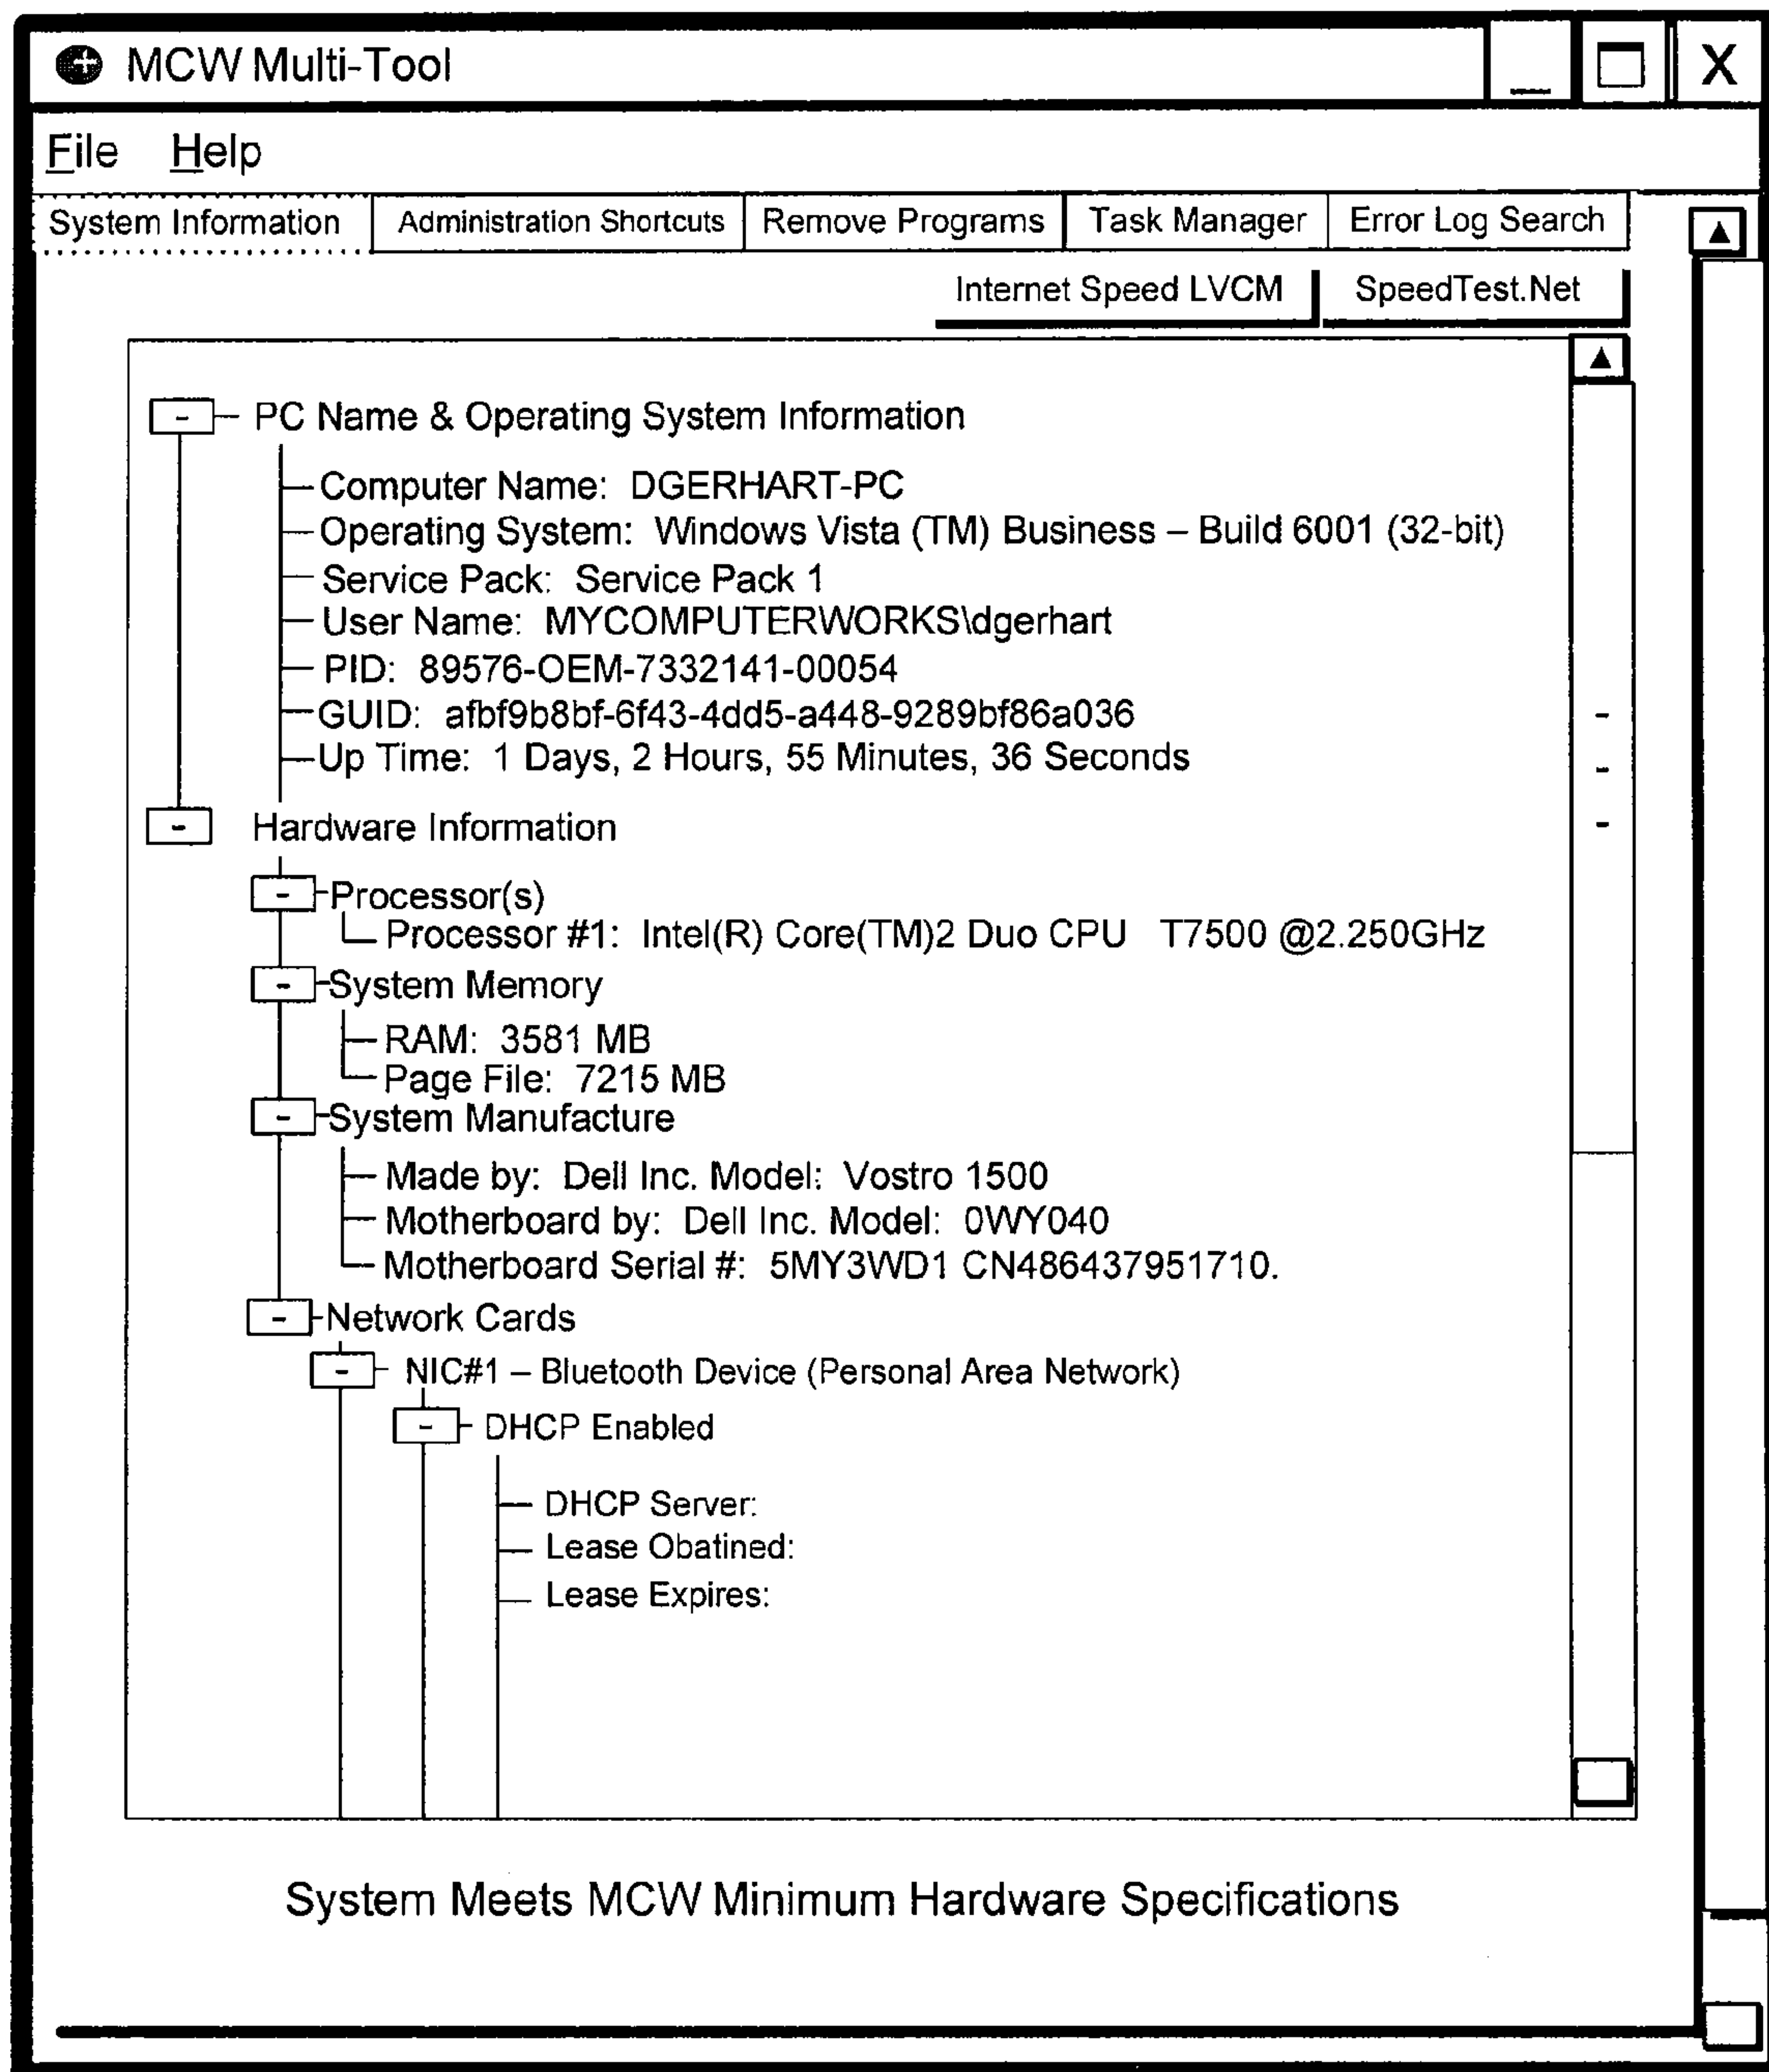 MCW Multi-Tool
File Help
System Information Administration Shortcuts Remove Programs Task Manager Error Log Search
Internet Speed LVCM SpeedTest.Net
PC Name & Operating System Information
Computer Name: DGERHART-PC
Operating System: Windows Vista (TM) Business – Build 6001 (32-bit)
Service Pack: Service Pack 1
User Name: MYCOMPUTERWORKS\dgerhart
PID: 89576-OEM-7332141-00054
GUID: afbf9b8bf-6f43-4dd5-a448-9289bf86a036
Up Time: 1 Days, 2 Hours, 55 Minutes, 36 Seconds
Hardware Information
Processor(s)
Processor #1: Intel(R) Core(TM)2 Duo CPU T7500 @2.250GHz
System Memory
RAM: 3581 MB
Page File: 7215 MB
System Manufacture
Made by: Dell Inc. Model: Vostro 1500
Motherboard by: Dell Inc. Model: 0WY040
Motherboard Serial #: 5MY3WD1 CN486437951710.
Network Cards
NIC#1 – Bluetooth Device (Personal Area Network)
DHCP Enabled
DHCP Server:
Lease Obatined:
Lease Expires:
System Meets MCW Minimum Hardware Specifications